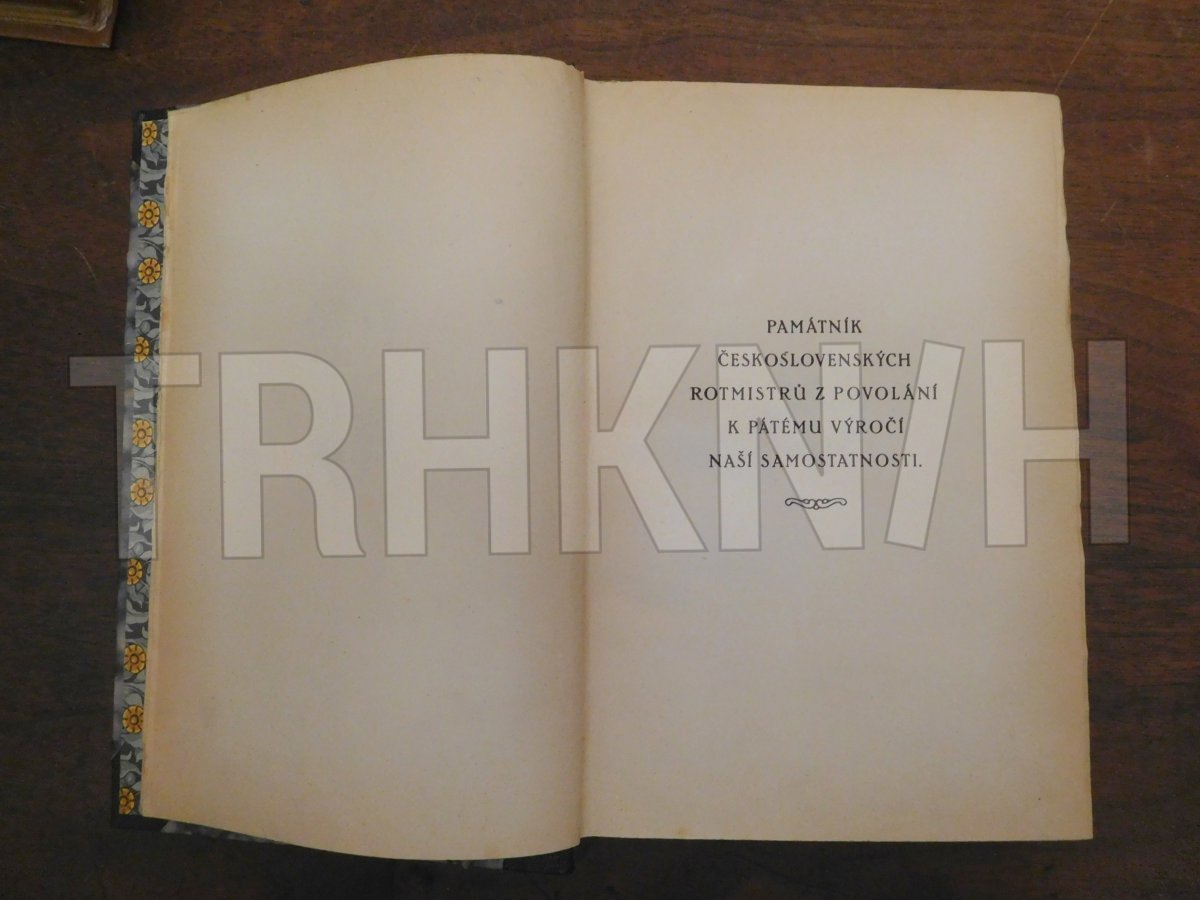 PAMÁTNÍK
ČESKOSLOVENSKÝCH
ROTMISTRŮ Z POVOLÁNÍ
K PÁTÉMU VÝROČÍ
NAŠÍ SAMOSTATNOSTI.
TRHKNIH